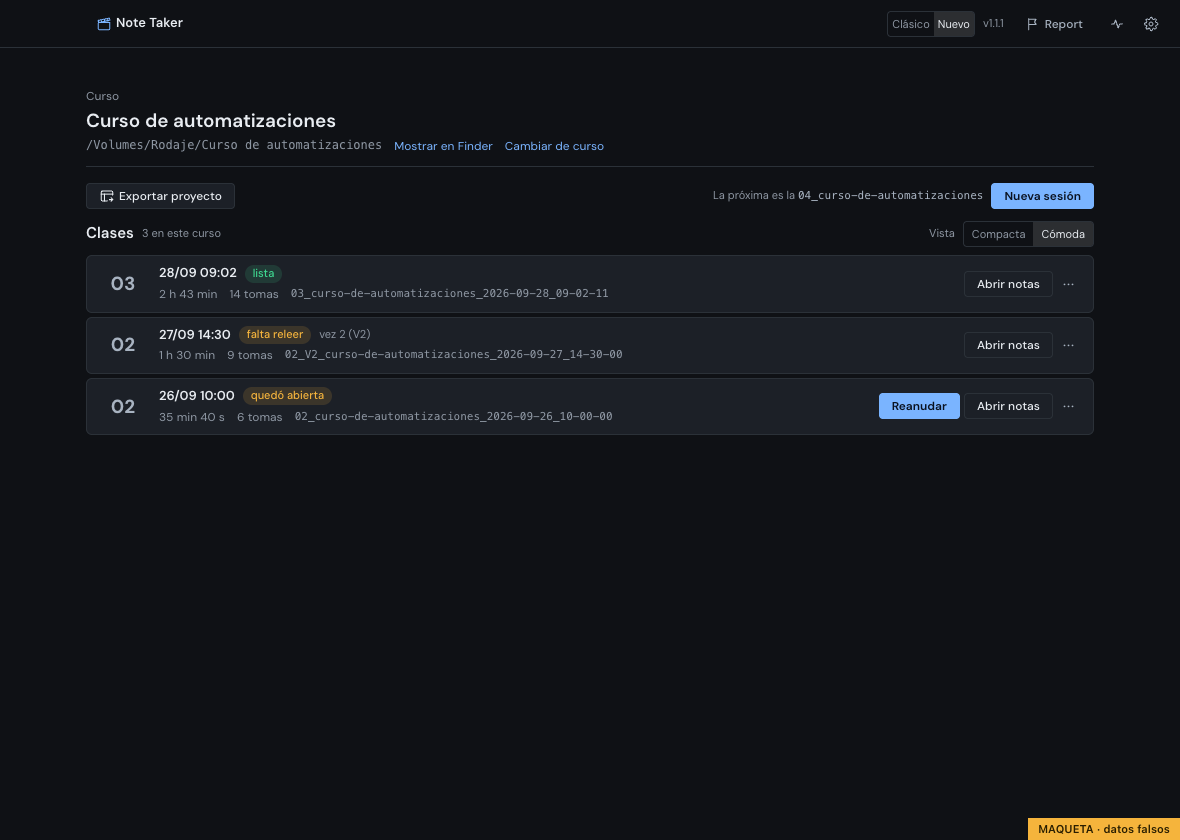 Note Taker
Clásico Nuevo v1.1.1 Report
Curso
Curso de automatizaciones
/Volumes/Rodaje/Curso de automatizaciones Mostrar en Finder Cambiar de curso
Exportar proyecto La próxima es la 04_curso-de-automatizaciones Nueva sesión
Clases 3 en este curso Vista Compacta Cómoda
03 28/09 09:02 lista
2 h 43 min 14 tomas 03_curso-de-automatizaciones_2026-09-28_09-02-11 Abrir notas ···
02 27/09 14:30 falta releer vez 2 (V2)
1 h 30 min 9 tomas 02_V2_curso-de-automatizaciones_2026-09-27_14-30-00 Abrir notas ···
02 26/09 10:00 quedó abierta
35 min 40 s 6 tomas 02_curso-de-automatizaciones_2026-09-26_10-00-00 Reanudar Abrir notas ···
MAQUETA · datos falsos